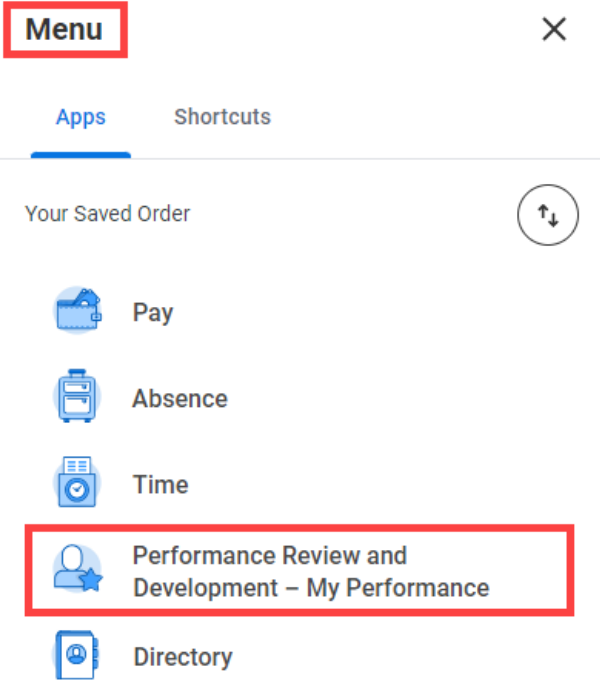 Menu
Apps
Shortcuts
Your Saved Order
Pay
Absence
Time
Performance Review and
Development – My Performance
Directory